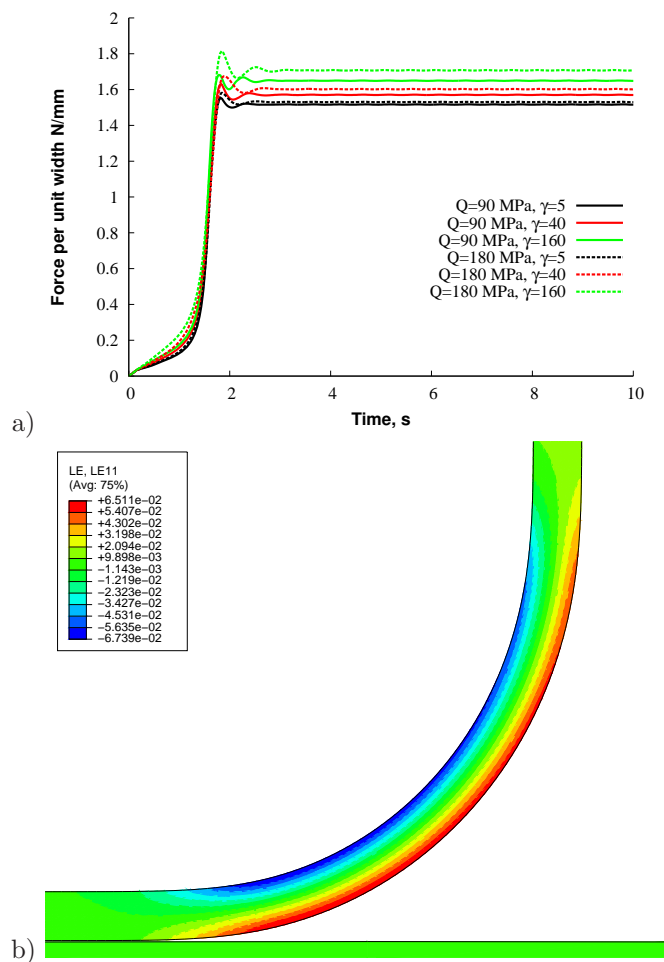 2
1.8
1.6
1.4
1.2
1
0.8
0.6
0.4
0.2
0
Force per unit width N/mm
Q=90 MPa, γ=5
Q=90 MPa, γ=40
Q=90 MPa, γ=160
Q=180 MPa, γ=5
Q=180 MPa, γ=40
Q=180 MPa, γ=160
0 2 4 6 8 10
Time, s
a)
LE, LE11
(Avg: 75%)
+6.511e−02
+5.407e−02
+4.302e−02
+3.198e−02
+2.094e−02
+9.898e−03
−1.143e−03
−1.219e−02
−2.323e−02
−3.427e−02
−4.531e−02
−5.635e−02
−6.739e−02
b)